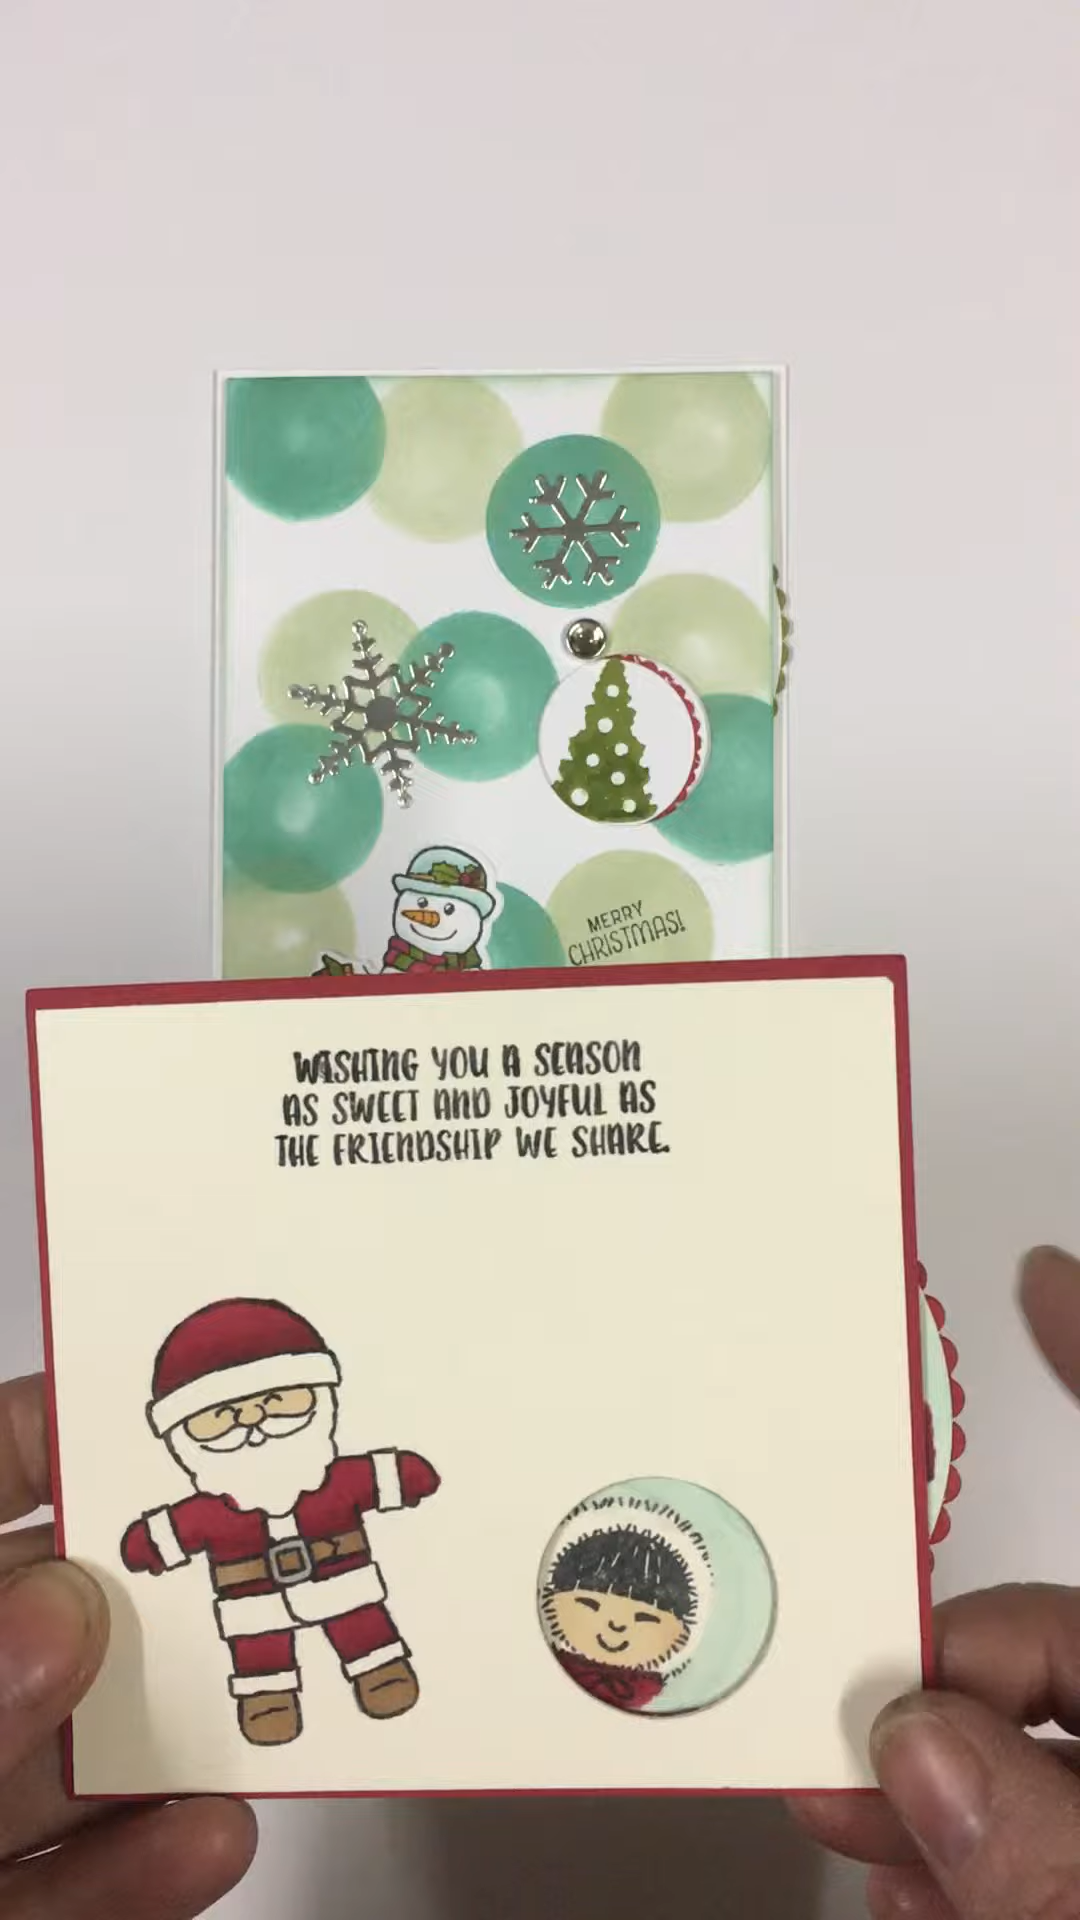 MERRY
CHRISTMAS!
WISHING YOU A SEASON
AS SWEET AND JOYFUL AS
THE FRIENDSHIP WE SHARE.